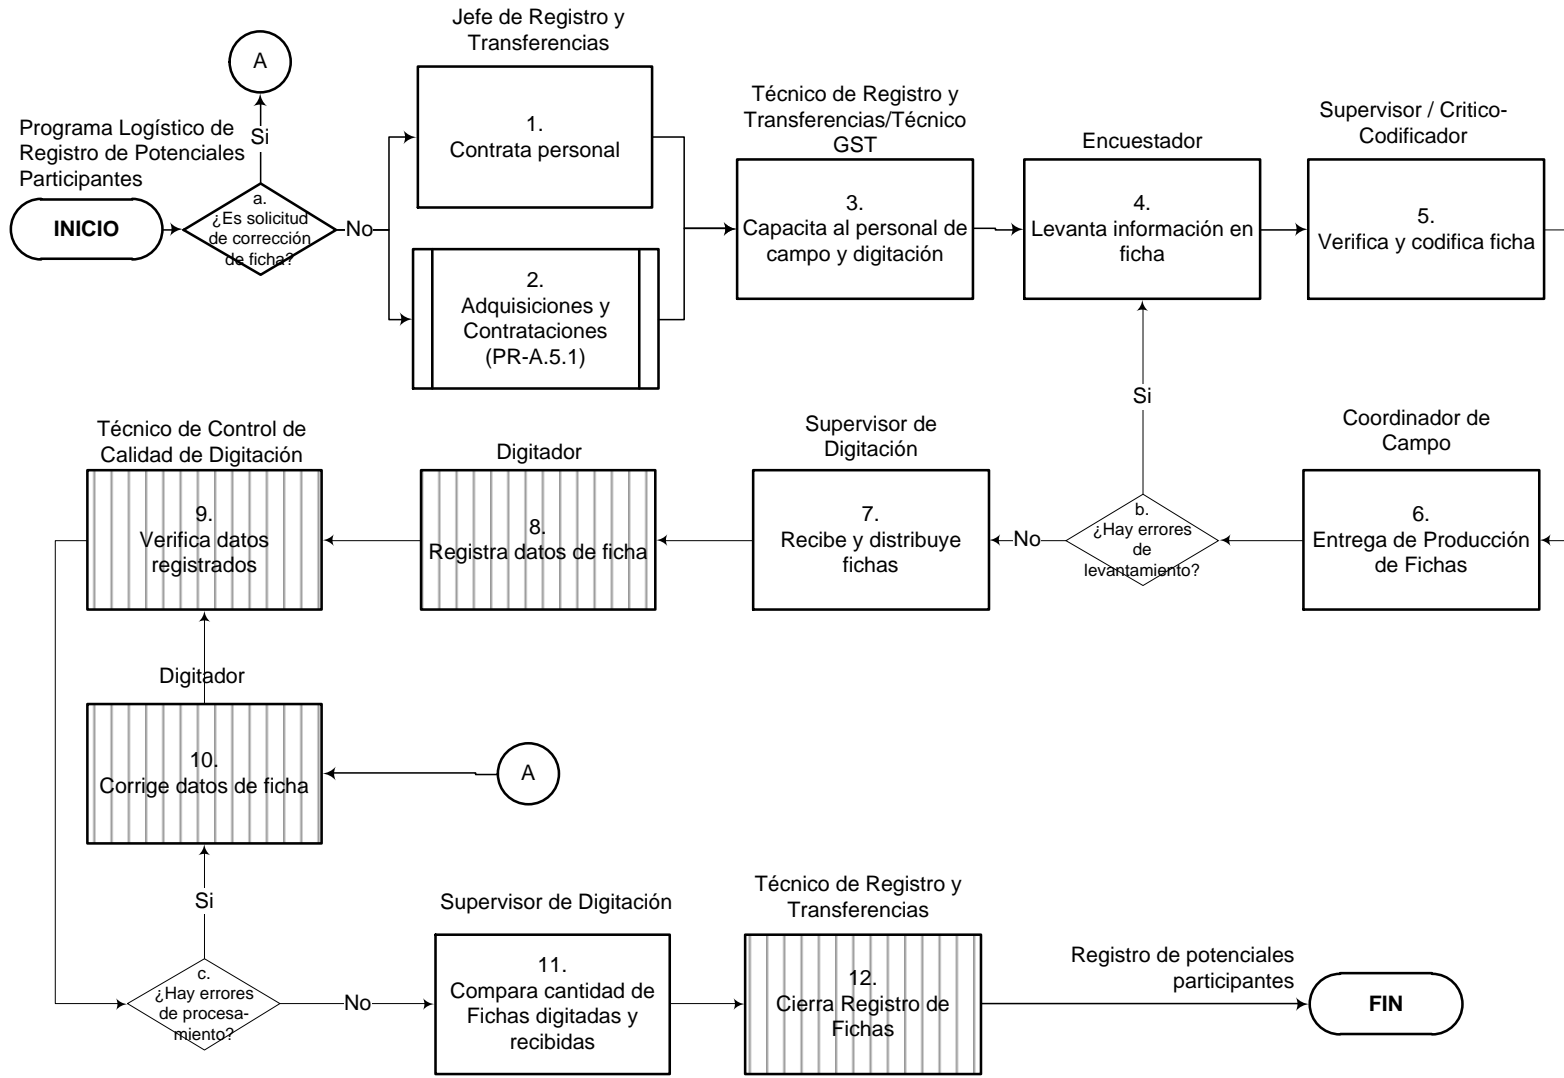 Jefe de Registro y
Transferencias
A
Programa Logístico de
Registro de Potenciales
Participantes
Si
INICIO
a.
¿Es solicitud
de corrección
de ficha?
No
1.
Contrata personal
2.
Adquisiciones y
Contrataciones
(PR-A.5.1)
Técnico de Registro y
Transferencias/Técnico
GST
3.
Capacita al personal de
campo y digitación
Encuestador
4.
Levanta información en
ficha
Supervisor / Critico-
Codificador
5.
Verifica y codifica ficha
Coordinador de
Campo
6.
Entrega de Producción
de Fichas
Si
b.
¿Hay errores
de
levantamiento?
No
Supervisor de
Digitación
7.
Recibe y distribuye
fichas
Digitador
8.
Registra datos de ficha
Técnico de Control de
Calidad de Digitación
9.
Verifica datos
registrados
Digitador
10.
Corrige datos de ficha
A
Si
c.
¿Hay errores
de procesa-
miento?
No
Supervisor de Digitación
11.
Compara cantidad de
Fichas digitadas y
recibidas
Técnico de Registro y
Transferencias
12.
Cierra Registro de
Fichas
Registro de potenciales
participantes
FIN